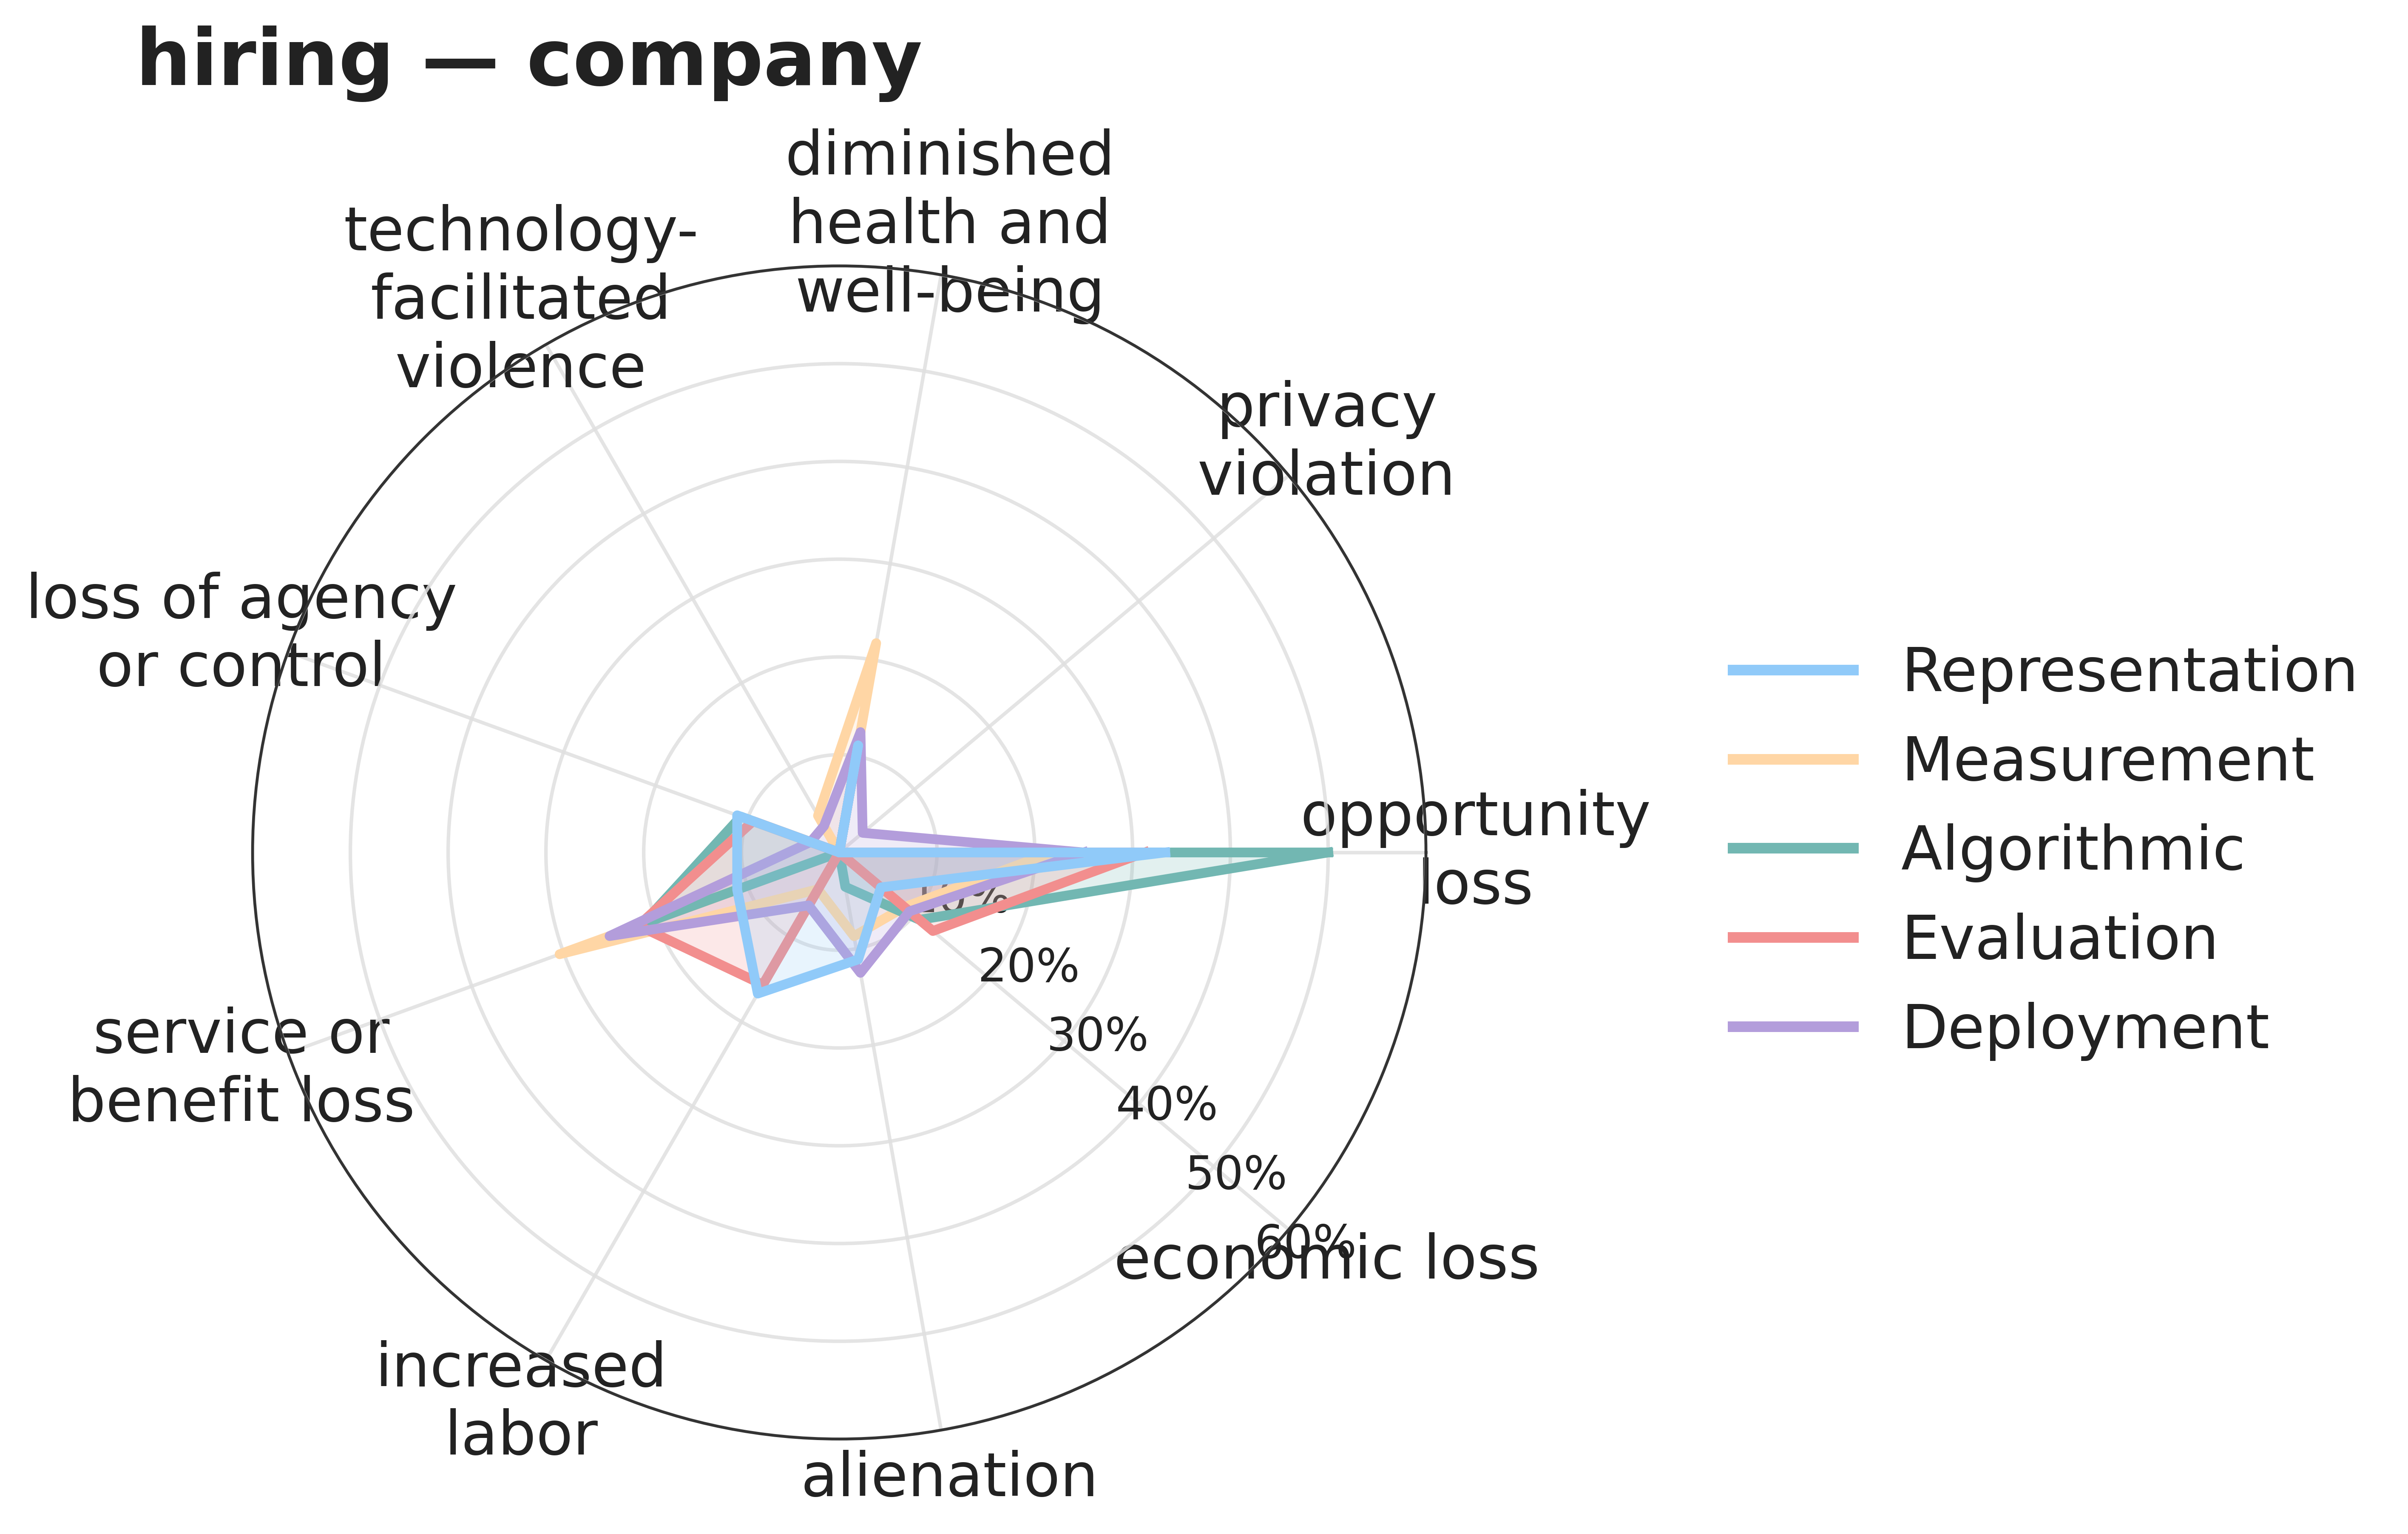 hiring — company
diminished
health and
well-being
technology-
facilitated
violence
privacy
violation
loss of agency
or control
opportunity
loss
Representation
Measurement
Algorithmic
Evaluation
Deployment
10%
20%
30%
40%
50%
60%
service or
benefit loss
economic loss
increased
labor
alienation